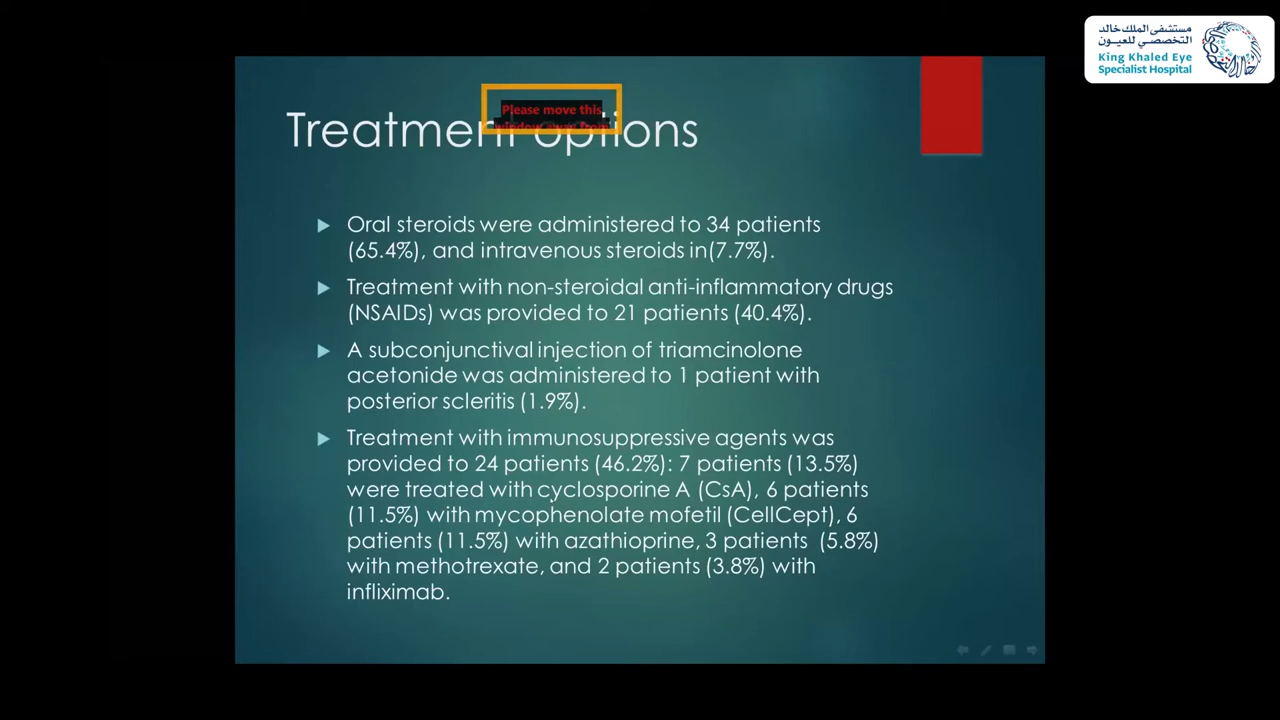 مستشفى الملك خالد
التخصصي للعيون
King Khaled Eye
Specialist Hospital
Please move this
window away from
Treatment options
Oral steroids were administered to 34 patients
(65.4%), and intravenous steroids in(7.7%).
Treatment with non-steroidal anti-inflammatory drugs
(NSAIDs) was provided to 21 patients (40.4%).
A subconjunctival injection of triamcinolone
acetonide was administered to 1 patient with
posterior scleritis (1.9%).
Treatment with immunosuppressive agents was
provided to 24 patients (46.2%): 7 patients (13.5%)
were treated with cyclosporine A (CsA), 6 patients
(11.5%) with mycophenolate mofetil (CellCept), 6
patients (11.5%) with azathioprine, 3 patients (5.8%)
with methotrexate, and 2 patients (3.8%) with
infliximab.